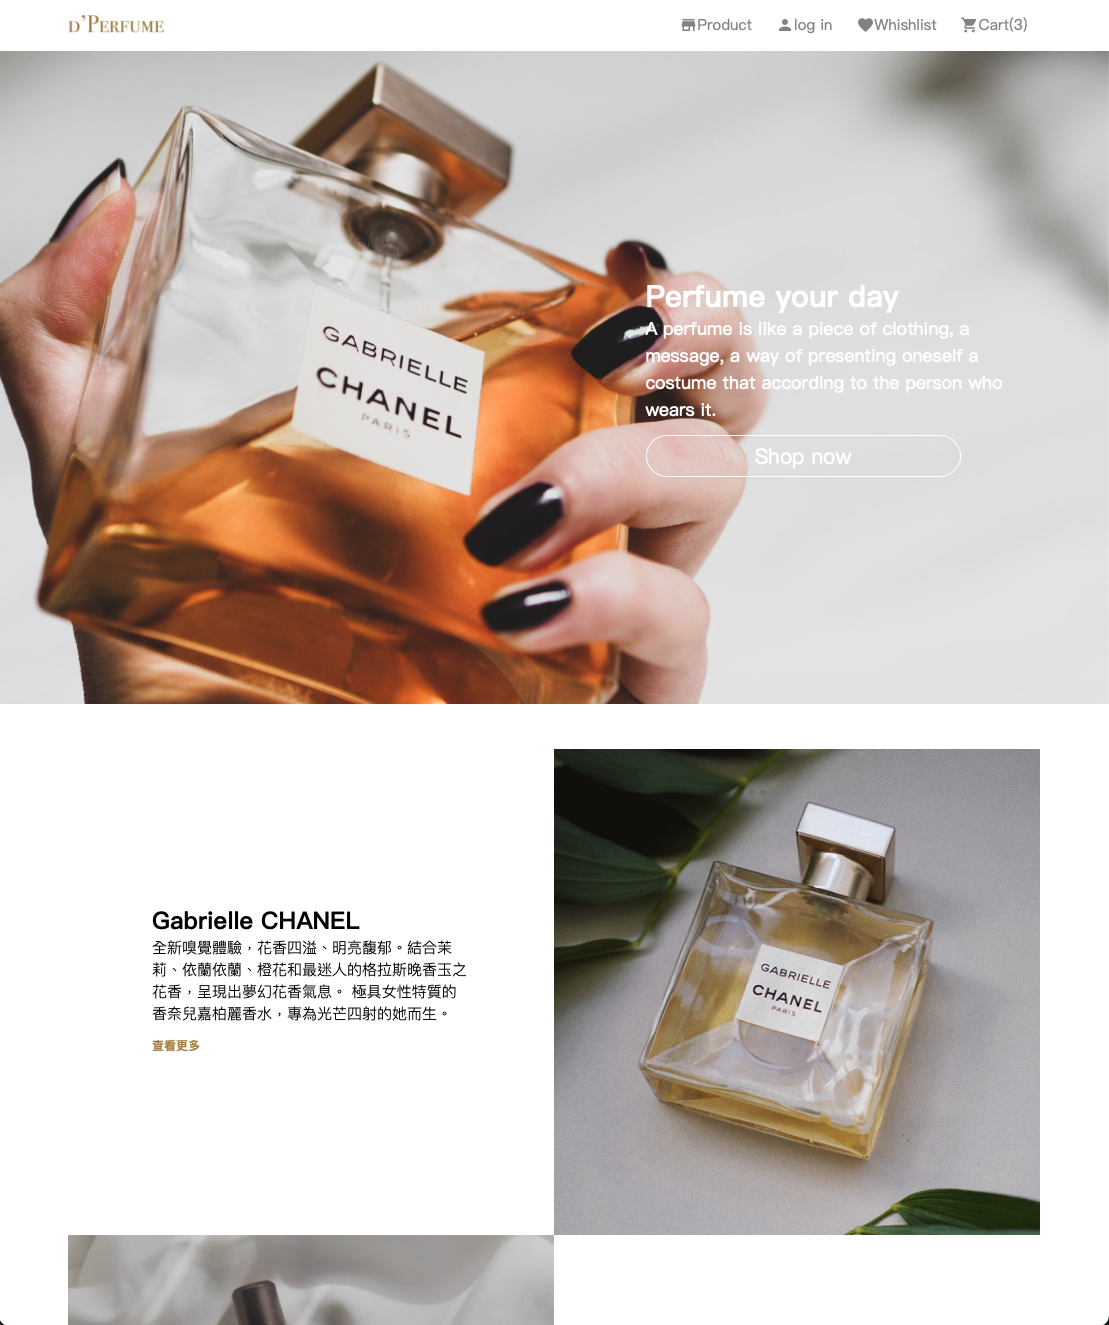 D'PERFUME
Product log in Whishlist Cart(3)
GABRIELLE
CHANEL
PARIS
Perfume your day
A perfume is like a piece of clothing, a
message, a way of presenting oneself a
costume that according to the person who
wears it.
Shop now
Gabrielle CHANEL
全新嗅覺體驗，花香四溢、明亮馥郁。結合茉
莉、依蘭依蘭、橙花和最迷人的格拉斯晚香玉之
花香，呈現出夢幻花香氣息。 極具女性特質的
香奈兒嘉柏麗香水，專為光芒四射的她而生。
查看更多
GABRIELLE
CHANEL
PARIS